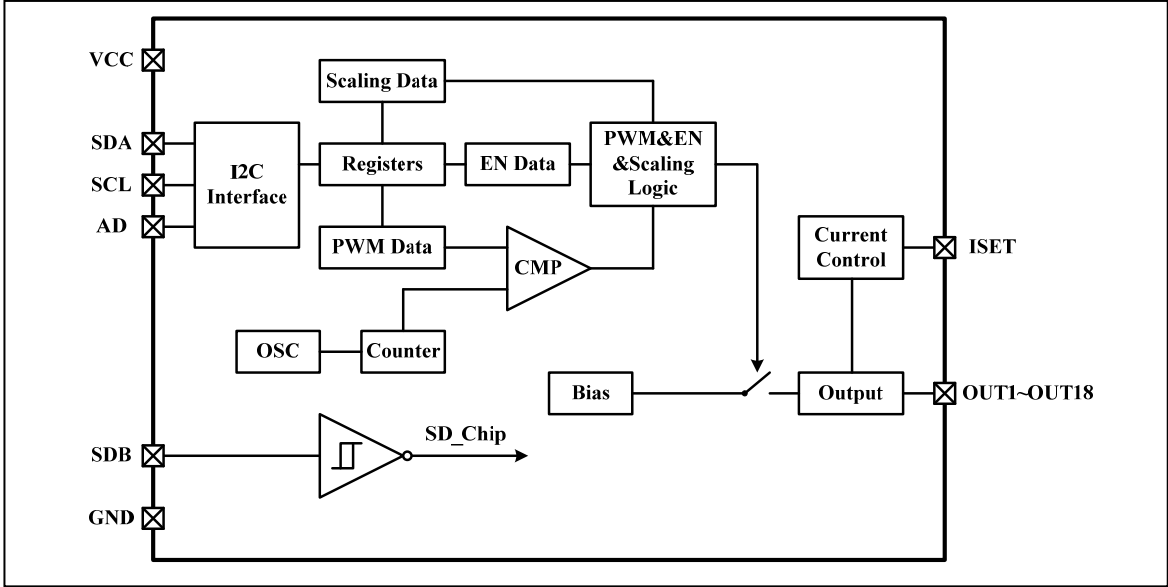 VCC
Scaling Data
SDA
I2C
Interface
Registers
EN Data
PWM&EN
&Scaling
Logic
SCL
AD
PWM Data
CMP
Current
Control
ISET
OSC
Counter
Bias
Output
OUT1~OUT18
SDB
SD_Chip
GND